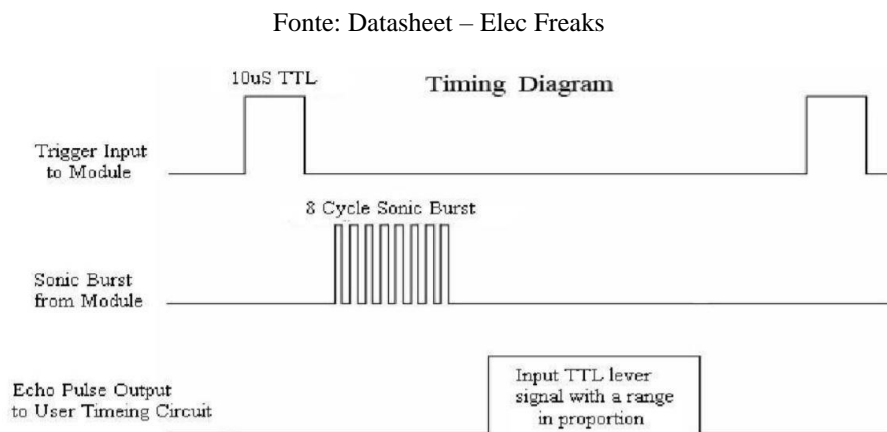 Fonte: Datasheet – Elec Freaks
10uS TTL
Timing Diagram
Trigger Input
to Module
8 Cycle Sonic Burst
Sonic Burst
from Module
Echo Pulse Output
to User Timeing Circuit
Input TTL lever
signal with a range
in proportion